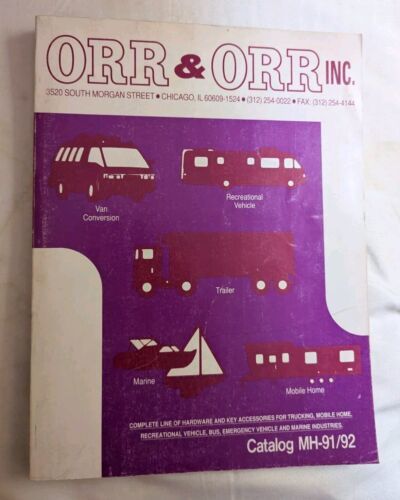 ORR & ORR INC.
3520 SOUTH MORGAN STREET • CHICAGO, IL 60609-1524 • (312) 254-0022 • FAX: (312) 254-4144
Van
Conversion
Recreational
Vehicle
Trailer
Marine
Mobile Home
COMPLETE LINE OF HARDWARE AND KEY ACCESSORIES FOR TRUCKING, MOBILE HOME,
RECREATIONAL VEHICLE, BUS, EMERGENCY VEHICLE AND MARINE INDUSTRIES.
Catalog MH-91/92